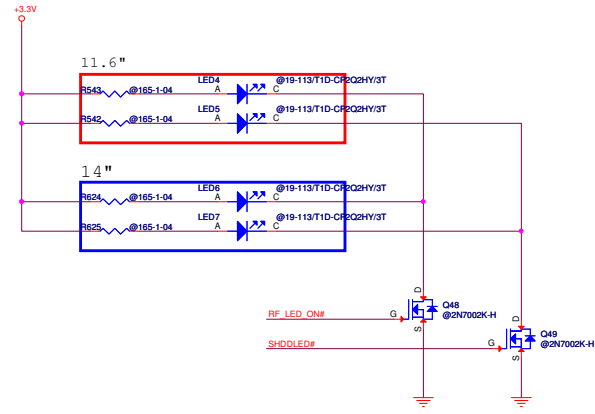 +3.3V
11.6"
LED4 @19-113/T1D-CP2Q2HY/3T
R543 @165-1-04 A C
LED5 @19-113/T1D-CP2Q2HY/3T
R542 @165-1-04 A C
14"
LED6 @19-113/T1D-CP2Q2HY/3T
R624 @165-1-04 A C
LED7 @19-113/T1D-CP2Q2HY/3T
R625 @165-1-04 A C
D
Q48
RF_LED_ON# G @2N7002K-H
S
D
Q49
SHDDLED# G @2N7002K-H
S